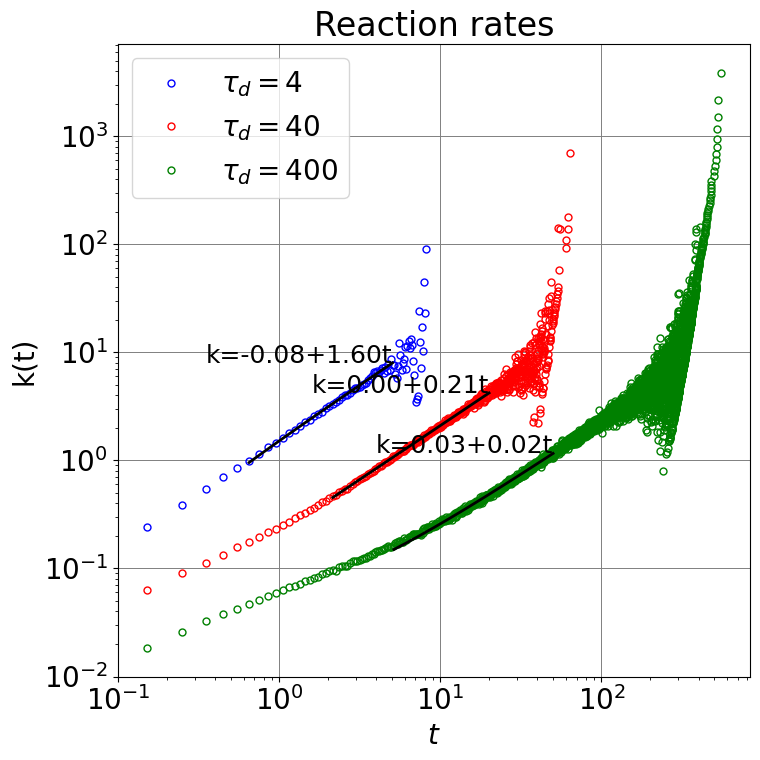 Reaction rates
τ_d = 4
τ_d = 40
τ_d = 400
k(t)
10^3
10^2
10^1
10^0
10^-1
10^-2
k=-0.08+1.60t
k=0.00+0.21t
k=0.03+0.02t
10^-1 10^0 10^1 10^2
t